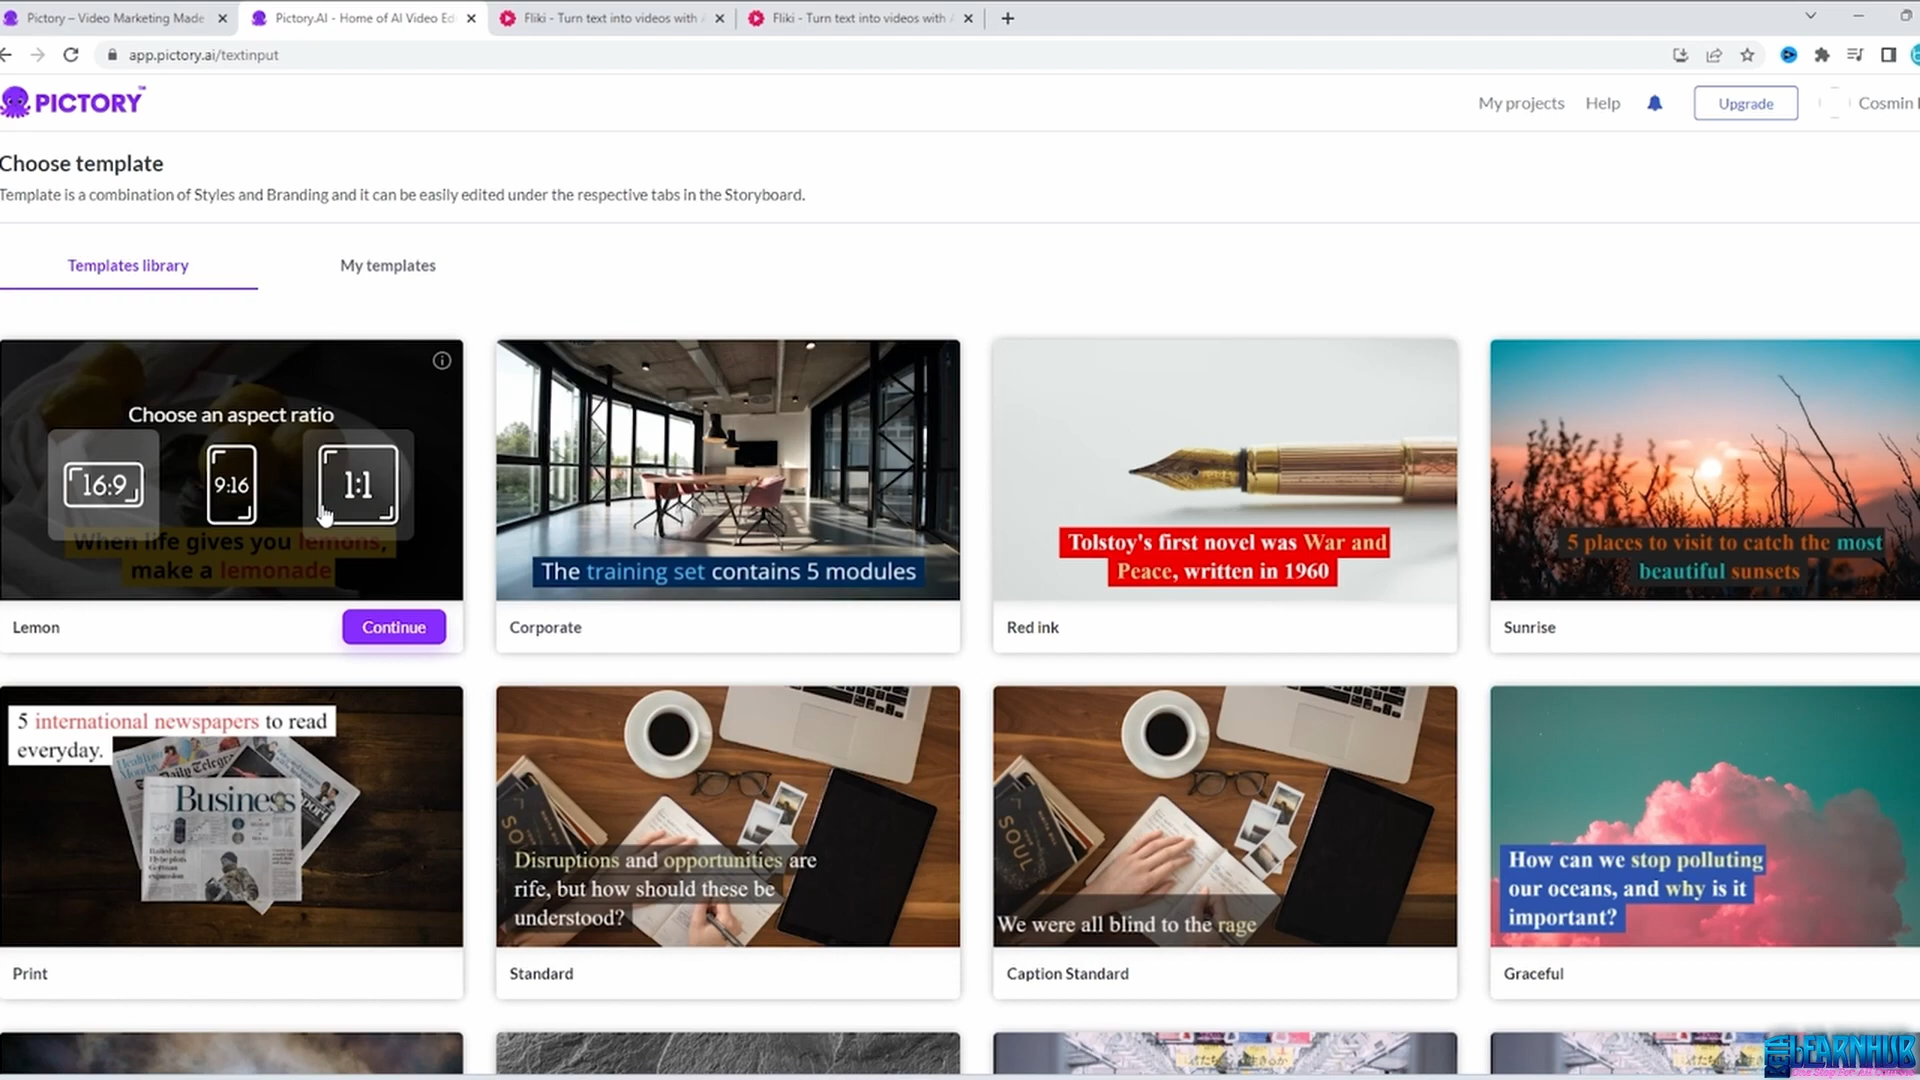 Pictory – Video Marketing Made
Pictory.AI - Home of AI Video Ed
Fliki - Turn text into videos with
Fliki - Turn text into videos with
app.pictory.ai/textinput
PICTORY
My projects
Help
Upgrade
Cosmin
Choose template
Template is a combination of Styles and Branding and it can be easily edited under the respective tabs in the Storyboard.
Templates library
My templates
Choose an aspect ratio
16:9
9:16
1:1
When life gives you lemons,
make a lemonade
Lemon
Continue
The training set contains 5 modules
Corporate
Tolstoy's first novel was War and
Peace, written in 1960
Red ink
5 places to visit to catch the most
beautiful sunsets
Sunrise
5 international newspapers to read
everyday.
Daily Telegra
Business
Print
SOUL
Disruptions and opportunities are
rife, but how should these be
understood?
Standard
SOUL
We were all blind to the rage
Caption Standard
How can we stop polluting
our oceans, and why is it
important?
Graceful
LEARNHUB